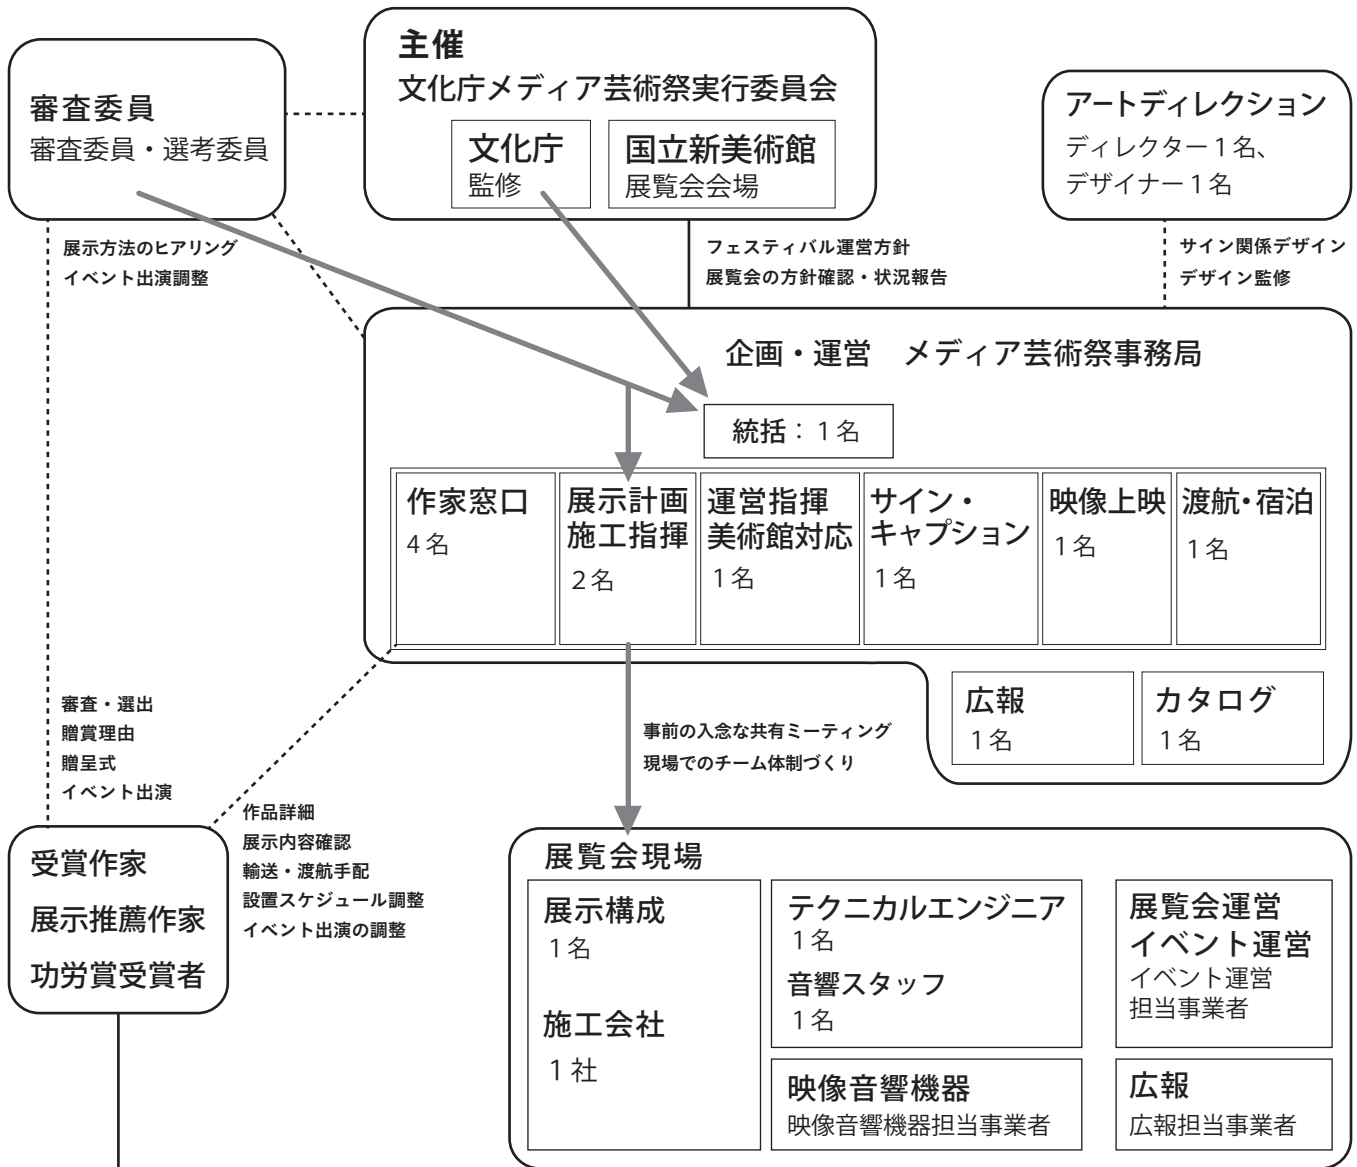 主催
文化庁メディア芸術祭実行委員会
文化庁
監修
国立新美術館
展覧会会場
審査委員
審査委員・選考委員
アートディレクション
ディレクター1名、
デザイナー1名
展示方法のヒアリング
イベント出演調整
フェスティバル運営方針
展覧会の方針確認・状況報告
サイン関係デザイン
デザイン監修
企画・運営　メディア芸術祭事務局
統括：1名
作家窓口
4名
展示計画
施工指揮
2名
運営指揮
美術館対応
1名
サイン・
キャプション
1名
映像上映
1名
渡航・宿泊
1名
広報
1名
カタログ
1名
審査・選出
贈賞理由
贈呈式
イベント出演
事前の入念な共有ミーティング
現場でのチーム体制づくり
作品詳細
展示内容確認
輸送・渡航手配
設置スケジュール調整
イベント出演の調整
受賞作家
展示推薦作家
功労賞受賞者
展覧会現場
展示構成
1名
施工会社
1社
テクニカルエンジニア
1名
音響スタッフ
1名
映像音響機器
映像音響機器担当事業者
展覧会運営
イベント運営
イベント運営
担当事業者
広報
広報担当事業者